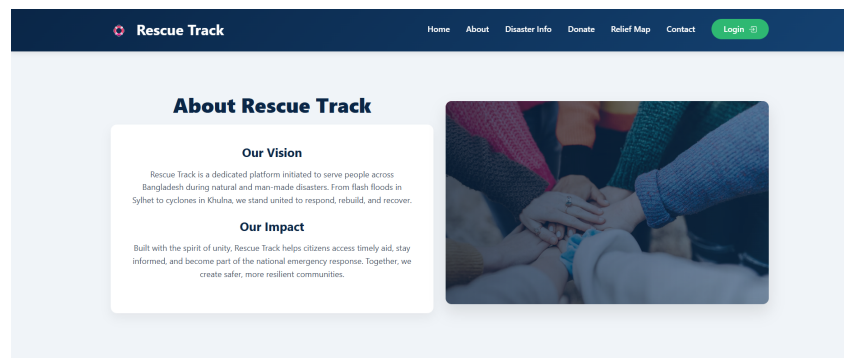 Rescue Track
Home About Disaster Info Donate Relief Map Contact Login
About Rescue Track
Our Vision
Rescue Track is a dedicated platform initiated to serve people across
Bangladesh during natural and man-made disasters. From flash floods in
Sylhet to cyclones in Khulna, we stand united to respond, rebuild, and recover.
Our Impact
Built with the spirit of unity, Rescue Track helps citizens access timely aid, stay
informed, and become part of the national emergency response. Together, we
create safer, more resilient communities.